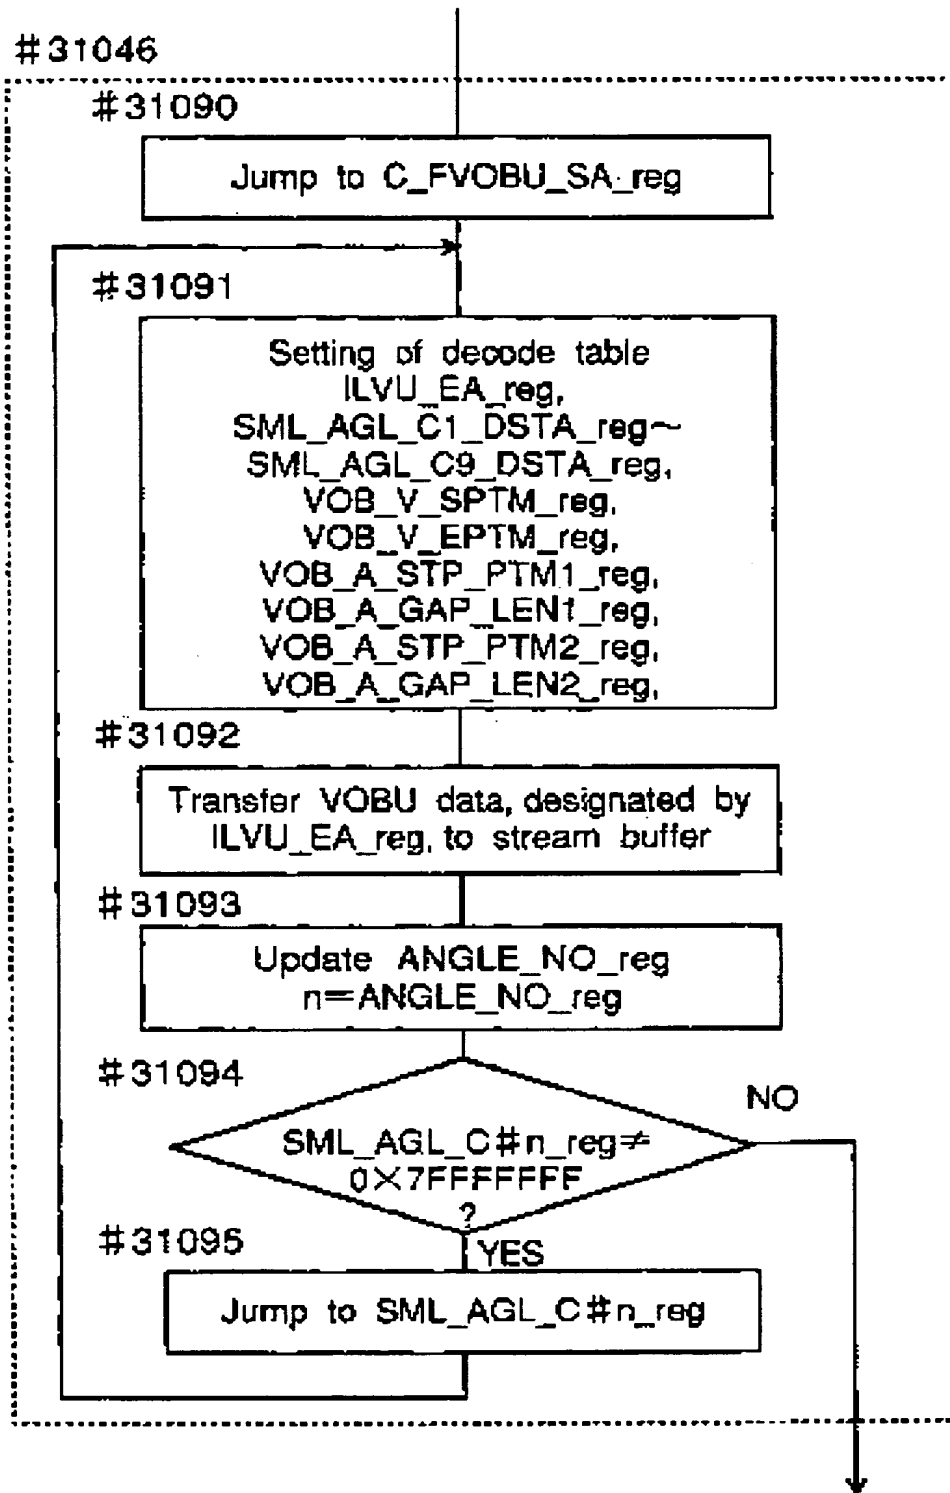 #31046
#31090
Jump to C_FVOBU_SA_reg
#31091
Setting of decode table
ILVU_EA_reg,
SML_AGL_C1_DSTA_reg~
SML_AGL_C9_DSTA_reg,
VOB_V_SPTM_reg,
VOB_V_EPTM_reg,
VOB_A_STP_PTM1_reg,
VOB_A_GAP_LEN1_reg,
VOB_A_STP_PTM2_reg,
VOB_A_GAP_LEN2_reg,
#31092
Transfer VOBU data, designated by
ILVU_EA_reg, to stream buffer
#31093
Update ANGLE_NO_reg
n=ANGLE_NO_reg
#31094
NO
SML_AGL_C#n_reg≠
0×7FFFFFFF
?
#31095
YES
Jump to SML_AGL_C#n_reg